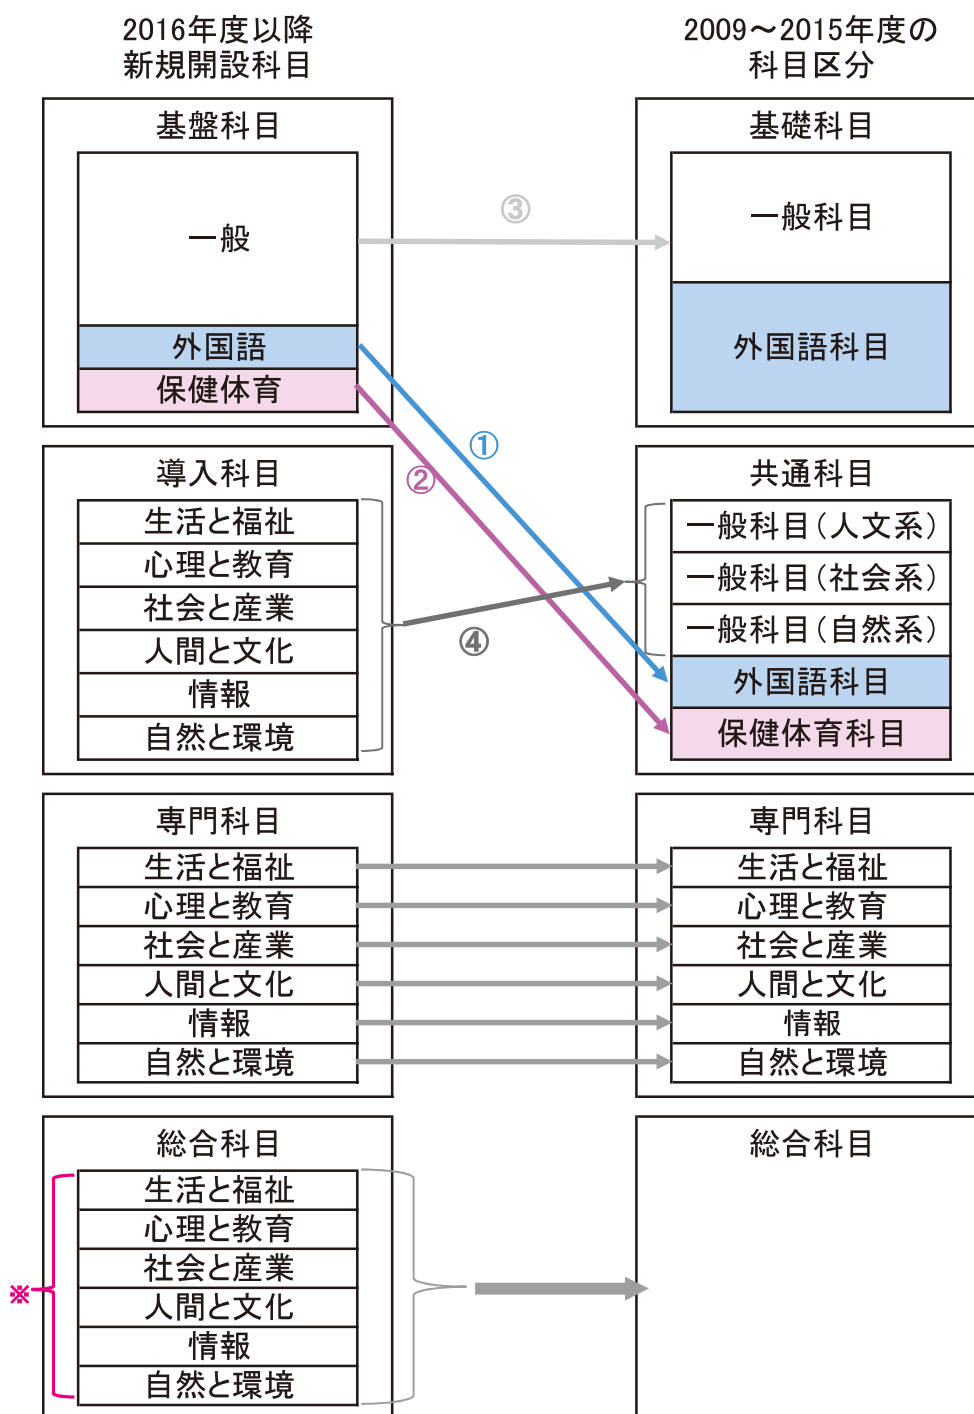 2016年度以降
新規開設科目
基盤科目
一般
外国語
保健体育
導入科目
生活と福祉
心理と教育
社会と産業
人間と文化
情報
自然と環境
専門科目
生活と福祉
心理と教育
社会と産業
人間と文化
情報
自然と環境
総合科目
生活と福祉
心理と教育
社会と産業
人間と文化
情報
自然と環境
※
③
①
②
④
2009～2015年度の
科目区分
基礎科目
一般科目
外国語科目
共通科目
一般科目（人文系）
一般科目（社会系）
一般科目（自然系）
外国語科目
保健体育科目
専門科目
生活と福祉
心理と教育
社会と産業
人間と文化
情報
自然と環境
総合科目